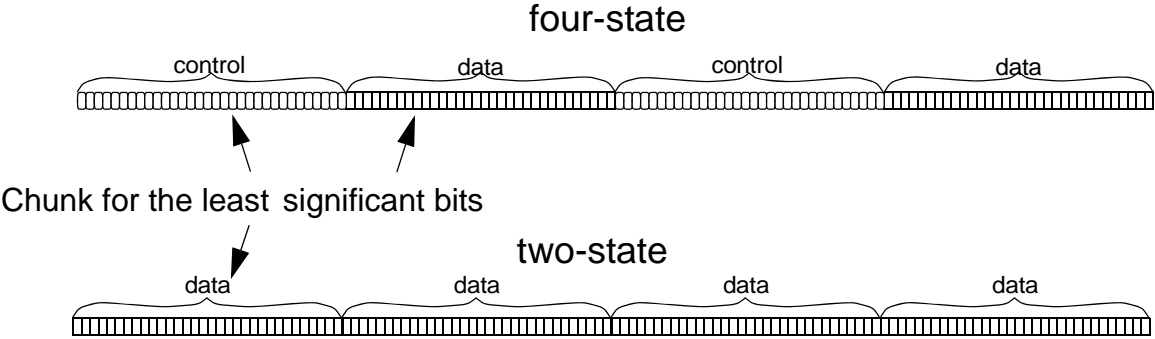 four-state
control data control data
Chunk for the least significant bits
two-state
data data data data